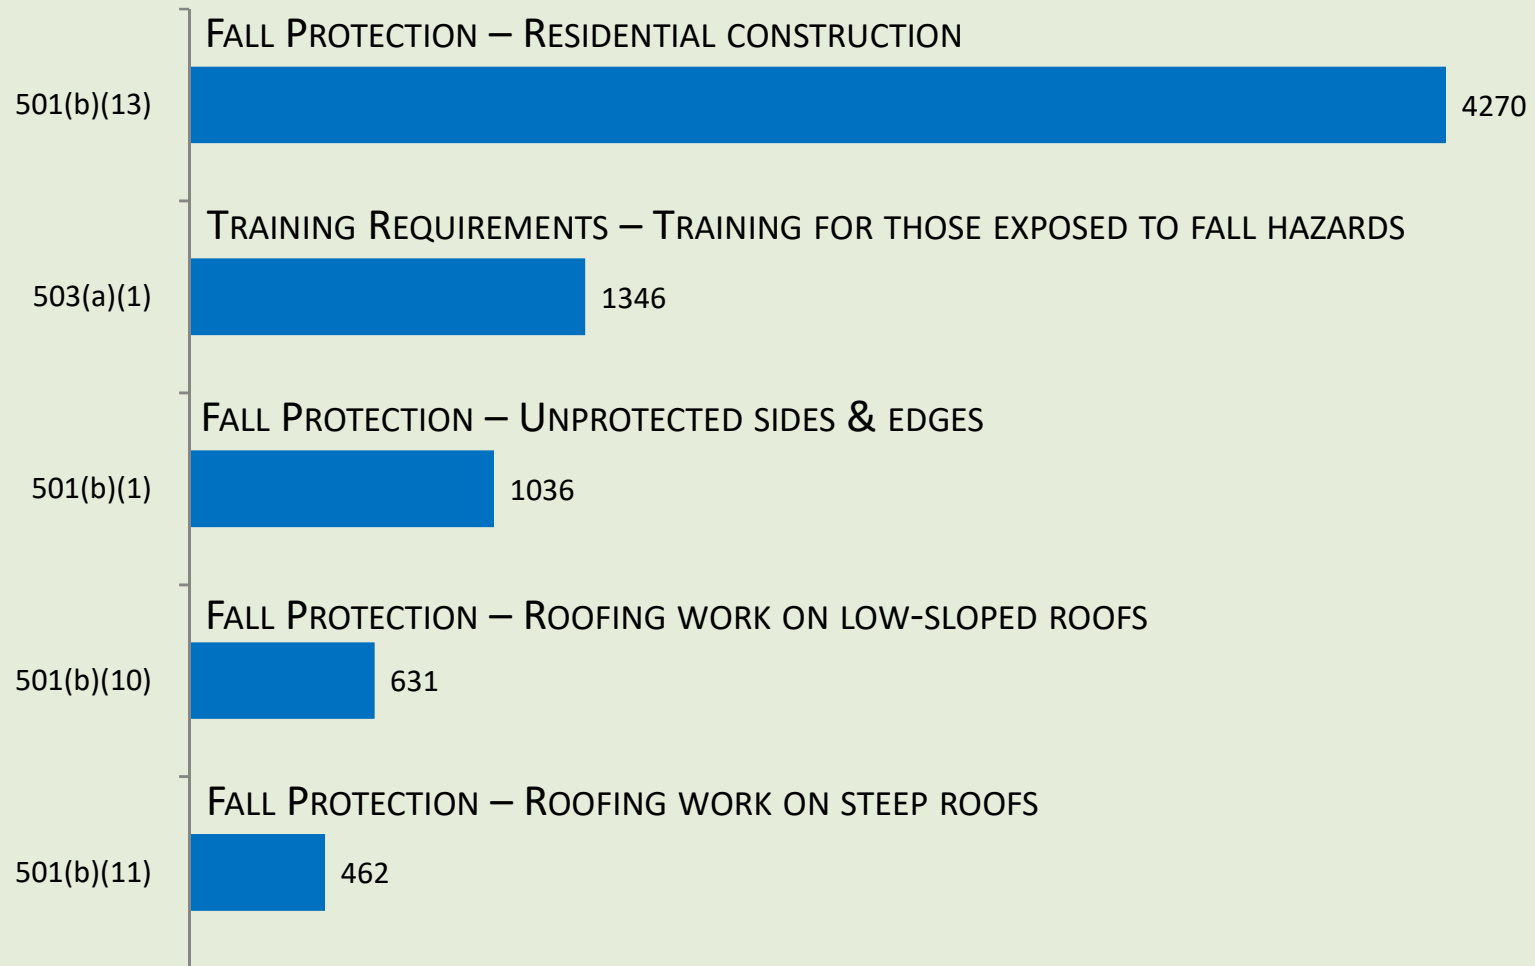 Fall Protection – Residential construction
501(b)(13)
4270
Training Requirements – Training for those exposed to fall hazards
503(a)(1)
1346
Fall Protection – Unprotected sides & edges
501(b)(1)
1036
Fall Protection – Roofing work on low-sloped roofs
501(b)(10)
631
Fall Protection – Roofing work on steep roofs
501(b)(11)
462